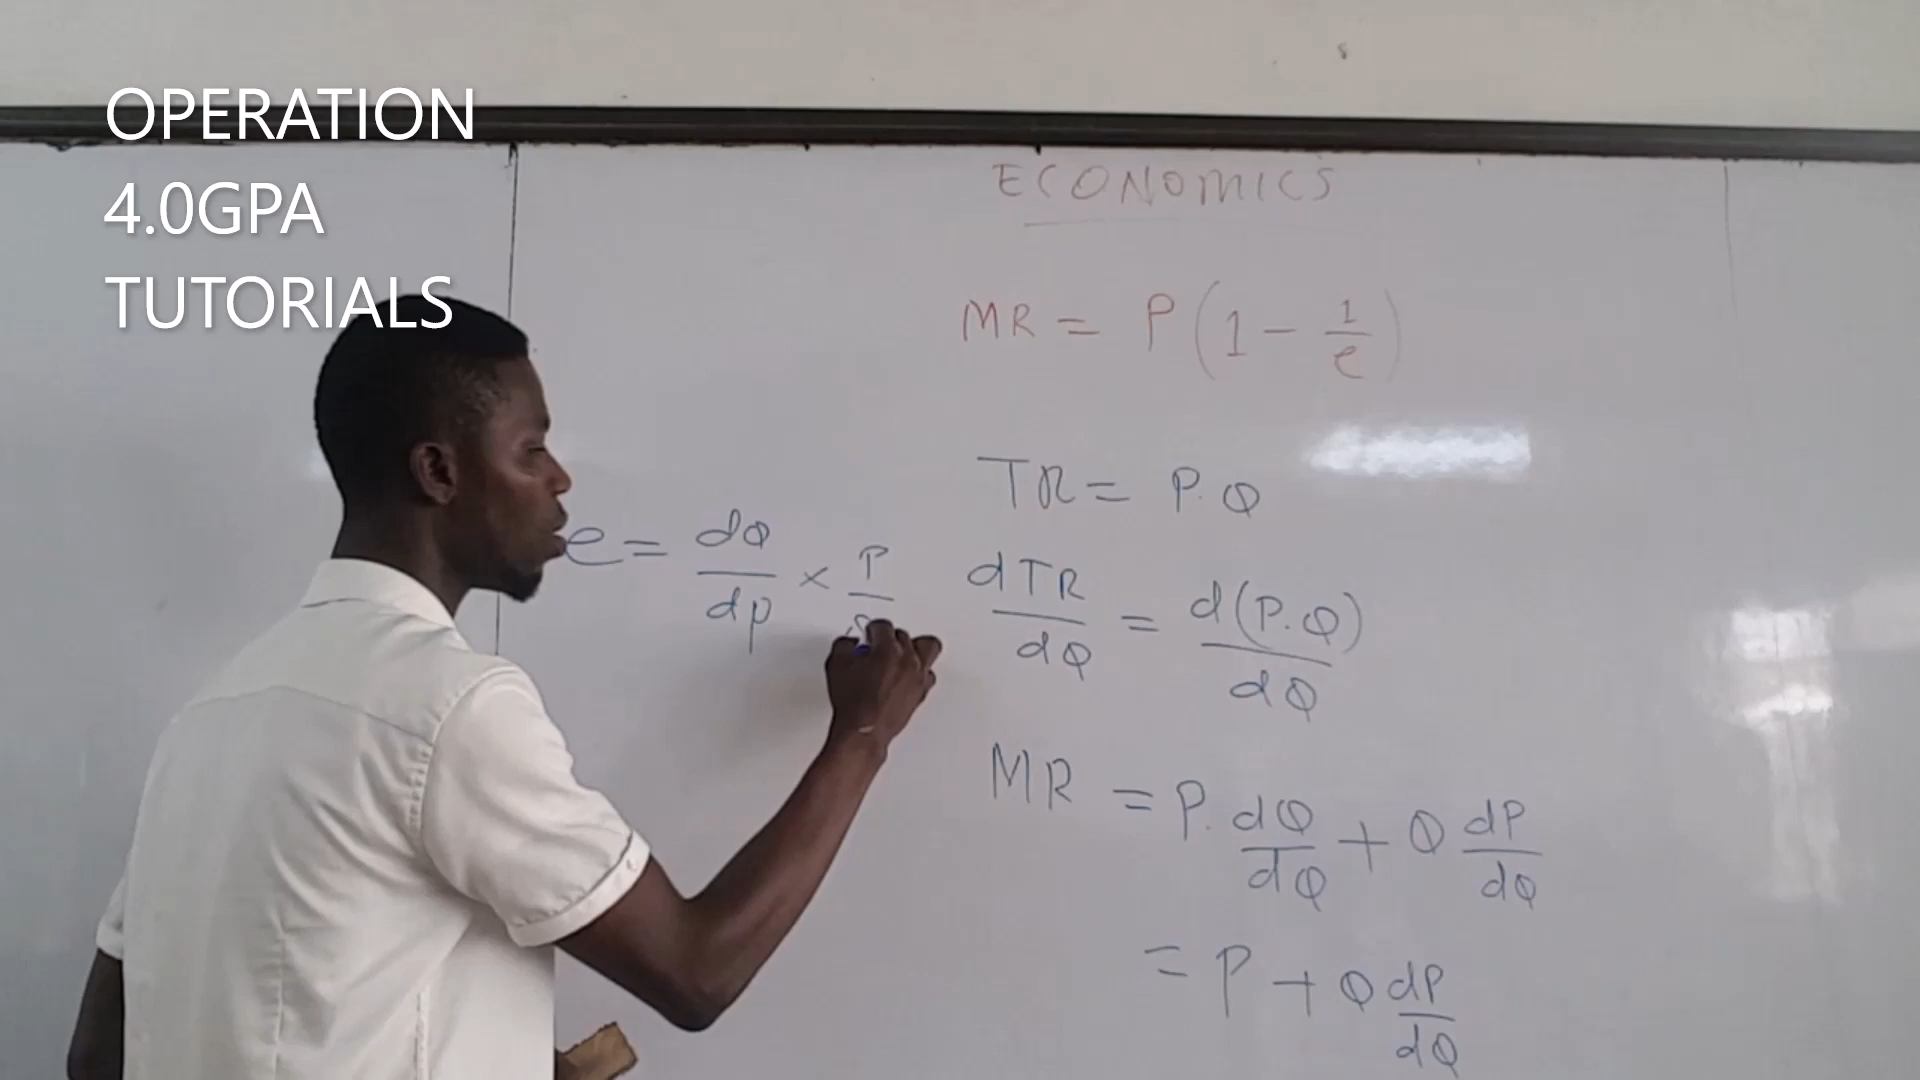 OPERATION
4.0GPA
TUTORIALS
ECONOMICS
MR = P(1 - 1/e)
TR = P.Q
e = dQ/dp × P/
dTR/dQ = d(P.Q)/dQ
MR = P. dQ/dQ + Q dP/dQ
= P + Q dP/dQ